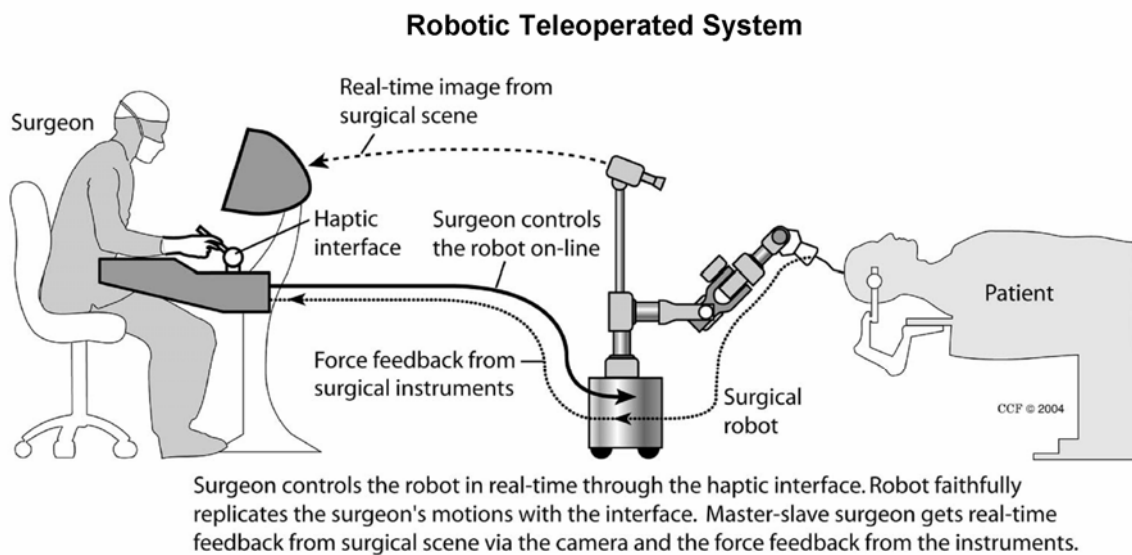 Robotic Teleoperated System
Real-time image from
surgical scene
Surgeon
Haptic
interface
Surgeon controls
the robot on-line
Patient
Force feedback from
surgical instruments
Surgical
robot
CCF © 2004
Surgeon controls the robot in real-time through the haptic interface. Robot faithfully
replicates the surgeon's motions with the interface. Master-slave surgeon gets real-time
feedback from surgical scene via the camera and the force feedback from the instruments.